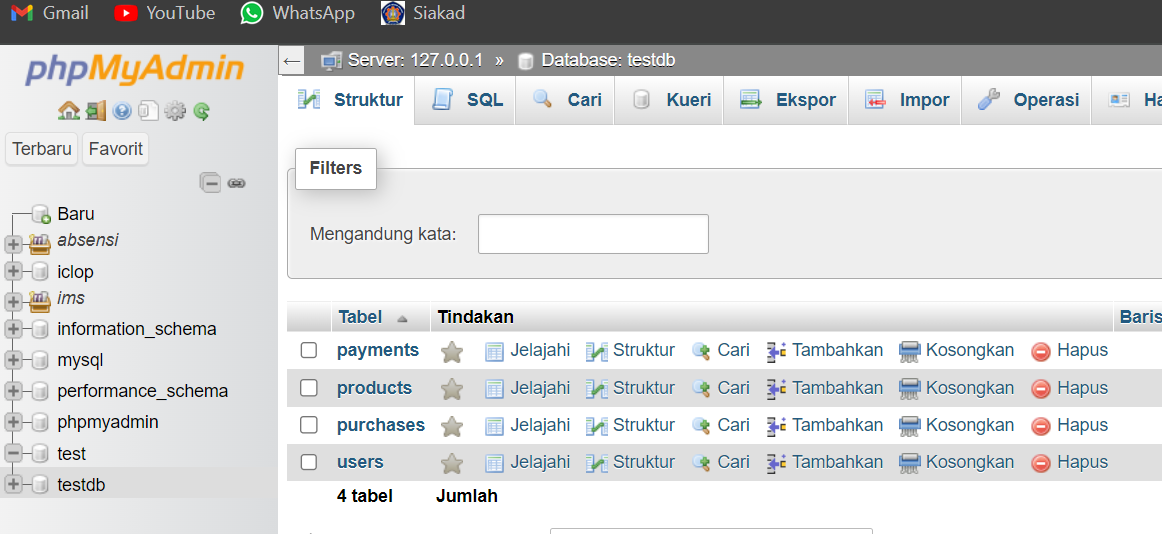 Gmail YouTube WhatsApp Siakad
phpMyAdmin
Server: 127.0.0.1 » Database: testdb
Struktur SQL Cari Kueri Ekspor Impor Operasi
Terbaru Favorit
Baru
absensi
iclop
ims
information_schema
mysql
performance_schema
phpmyadmin
test
testdb
Filters
Mengandung kata:
Tabel Tindakan Baris
payments Jelajahi Struktur Cari Tambahkan Kosongkan Hapus
products Jelajahi Struktur Cari Tambahkan Kosongkan Hapus
purchases Jelajahi Struktur Cari Tambahkan Kosongkan Hapus
users Jelajahi Struktur Cari Tambahkan Kosongkan Hapus
4 tabel Jumlah